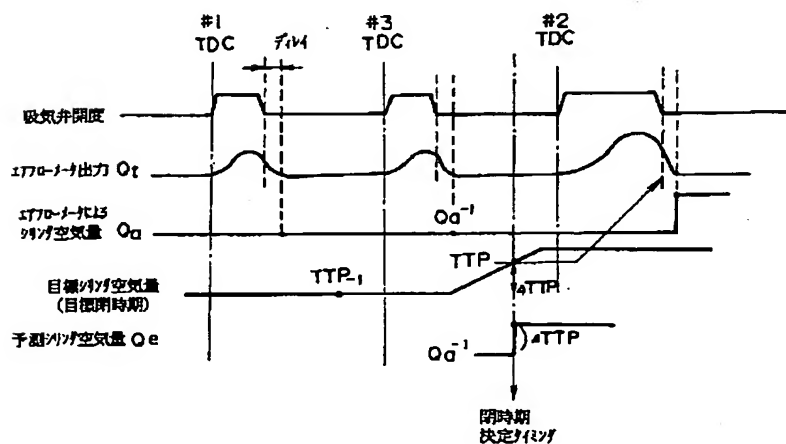 #1
TDC
ディレイ
#3
TDC
#2
TDC
吸気弁開度
エアフローメータ出力 Qt
エアフローメータによる
シリンダ空気量 Qa
Qa⁻¹
TTP
目標シリンダ空気量
(目標閉時期)
TTP₋₁
⊿TTP
予測シリンダ空気量 Qe
Qa⁻¹
⊿TTP
閉時期
決定タイミング